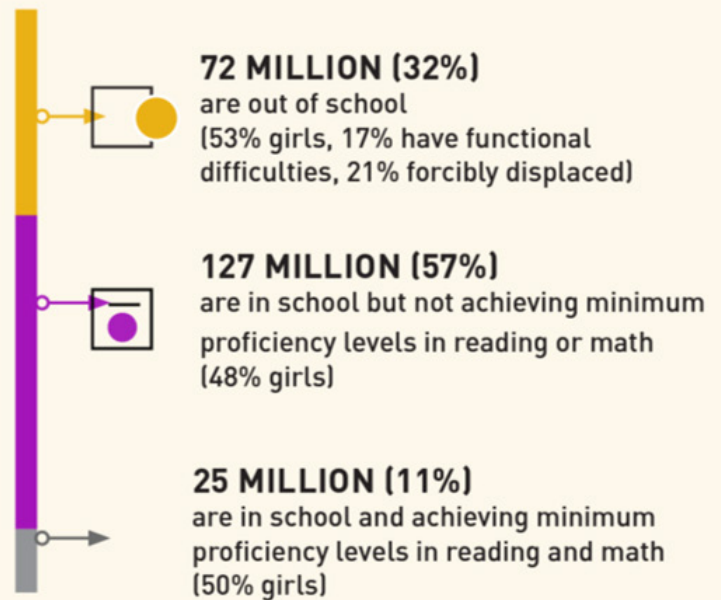 72 MILLION (32%)
are out of school
(53% girls, 17% have functional
difficulties, 21% forcibly displaced)
127 MILLION (57%)
are in school but not achieving minimum
proficiency levels in reading or math
(48% girls)
25 MILLION (11%)
are in school and achieving minimum
proficiency levels in reading and math
(50% girls)